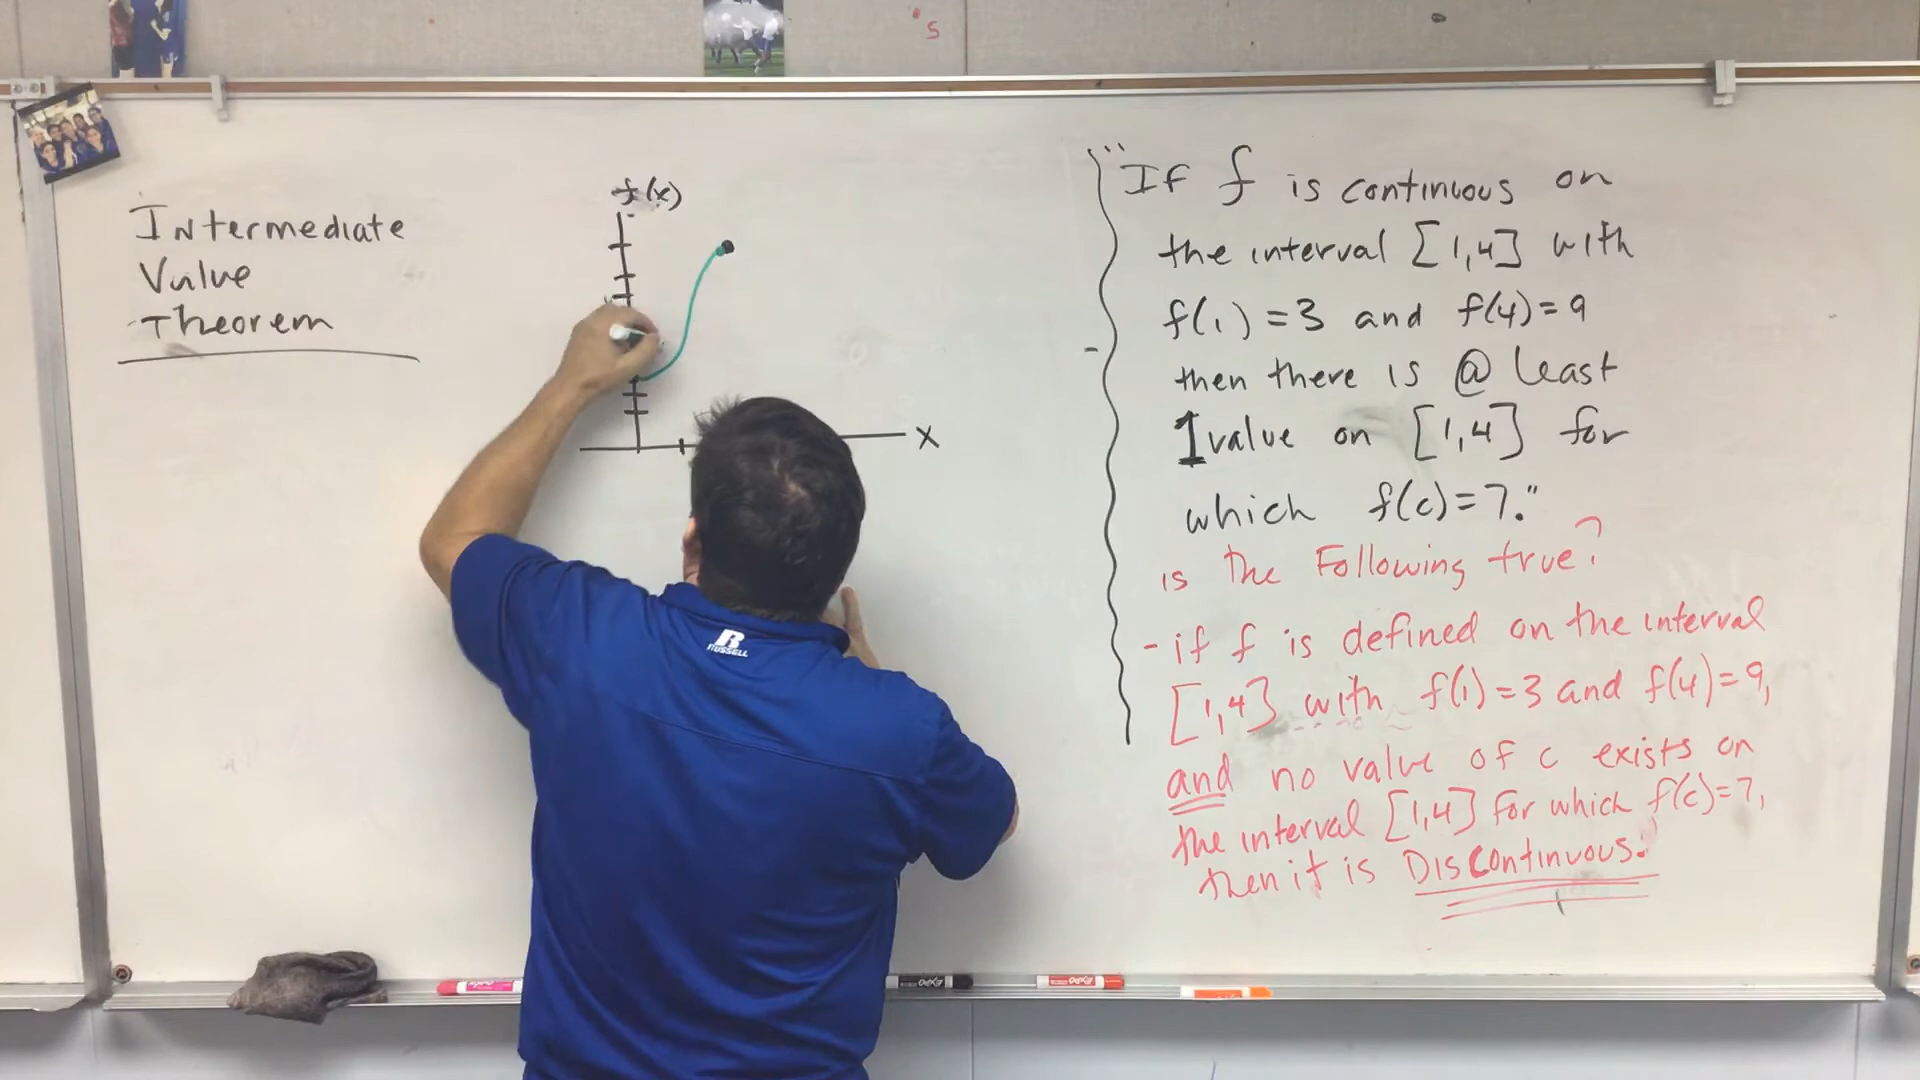 's
Intermediate
Value
Theorem
f(x)
X
"If f is continuous on
the interval [1,4] with
f(1)=3 and f(4)=9
then there is @ least
1 value on [1,4] for
which f(c)=7."
is the Following true?
- if f is defined on the interval
[1,4] with f(1)=3 and f(4)=9,
and no value of c exists on
the interval [1,4] for which f(c)=7,
then it is Discontinuous.
R
RUSSELL
EXPO
EXPO